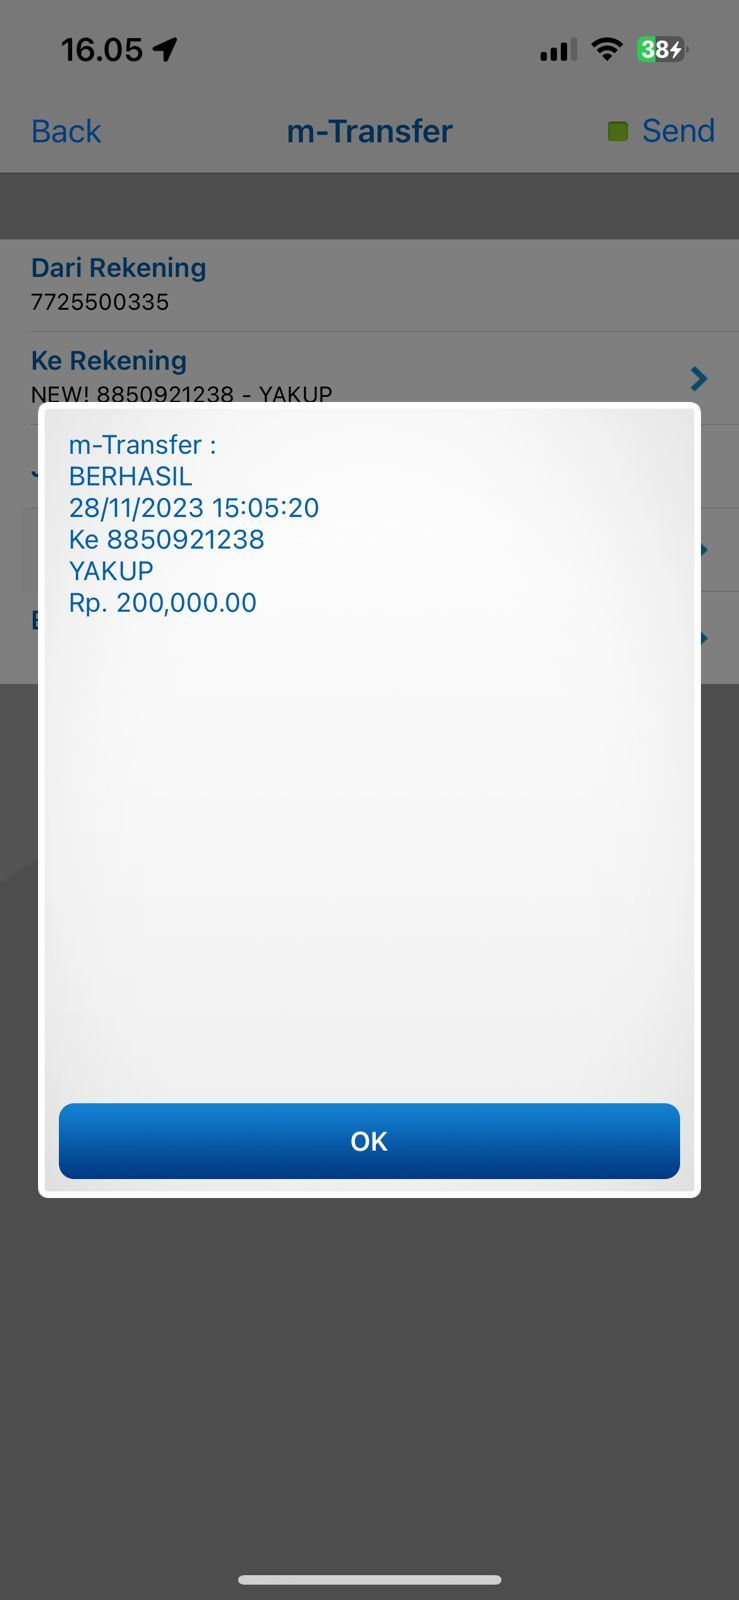 16.05
38
Back
m-Transfer
Send
Dari Rekening
7725500335
Ke Rekening
NEW! 8850921238 - YAKUP
m-Transfer :
BERHASIL
28/11/2023 15:05:20
Ke 8850921238
YAKUP
Rp. 200,000.00
OK